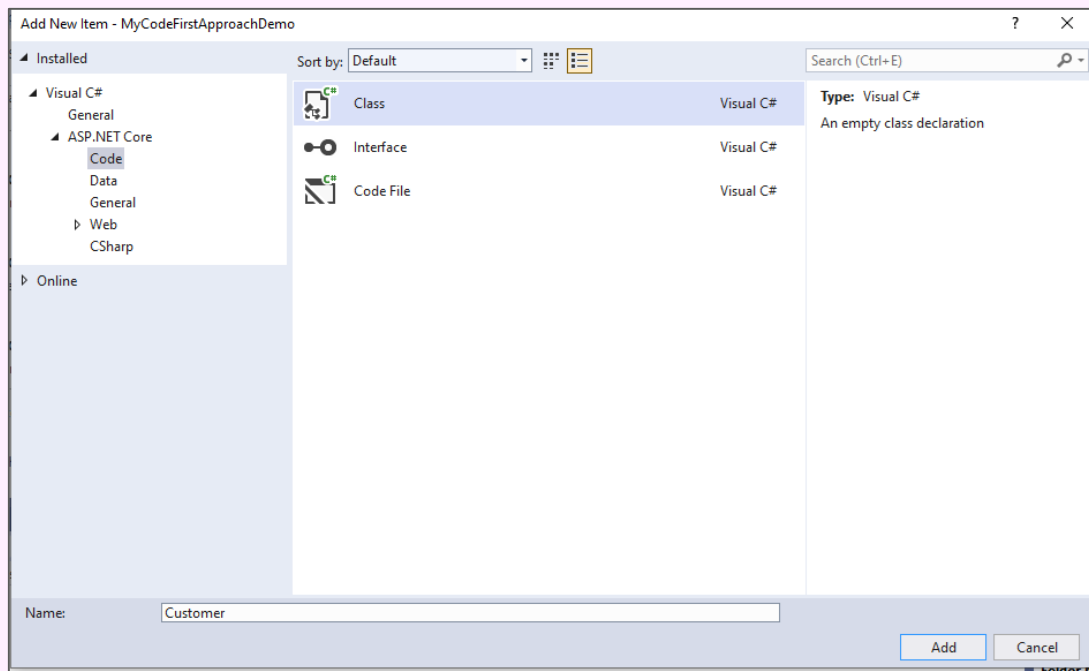 Add New Item - MyCodeFirstApproachDemo
? 
Installed
Sort by: Default
Search (Ctrl+E)
Visual C#
General
ASP.NET Core
Code
Data
General
Web
CSharp
Online
C# Class Visual C#
Interface Visual C#
C# Code File Visual C#
Type: Visual C#
An empty class declaration
Name: Customer
Add Cancel